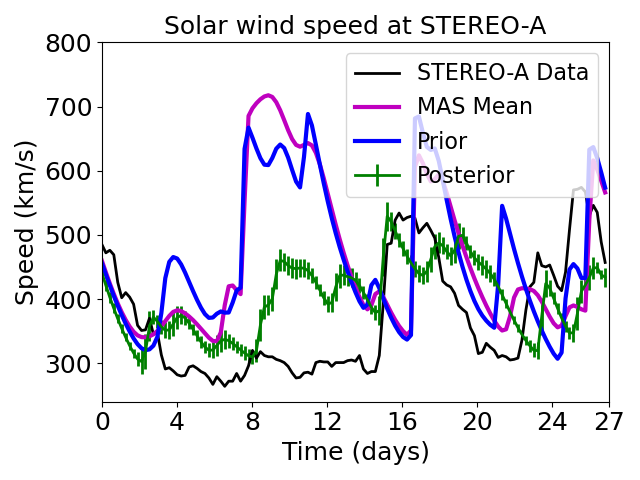 Solar wind speed at STEREO-A
800
700
600
500
400
300
Speed (km/s)
STEREO-A Data
MAS Mean
Prior
Posterior
0 4 8 12 16 20 24 27
Time (days)